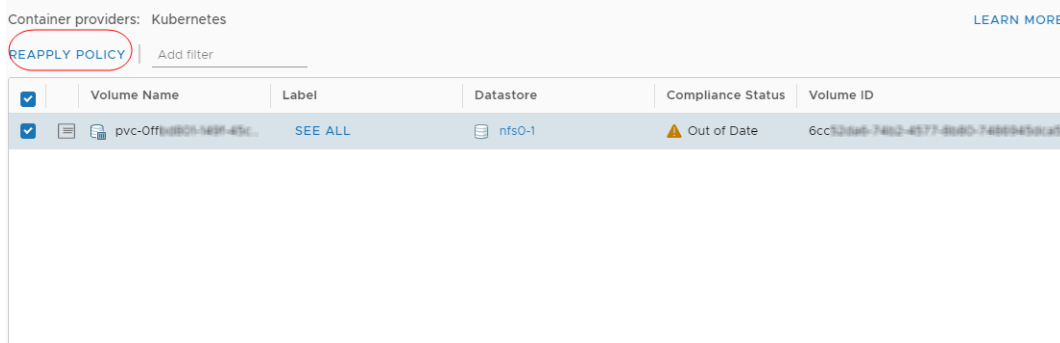 Container providers: Kubernetes LEARN MORE
REAPPLY POLICY Add filter
Volume Name Label Datastore Compliance Status Volume ID
SEE ALL nfs0-1 Out of Date